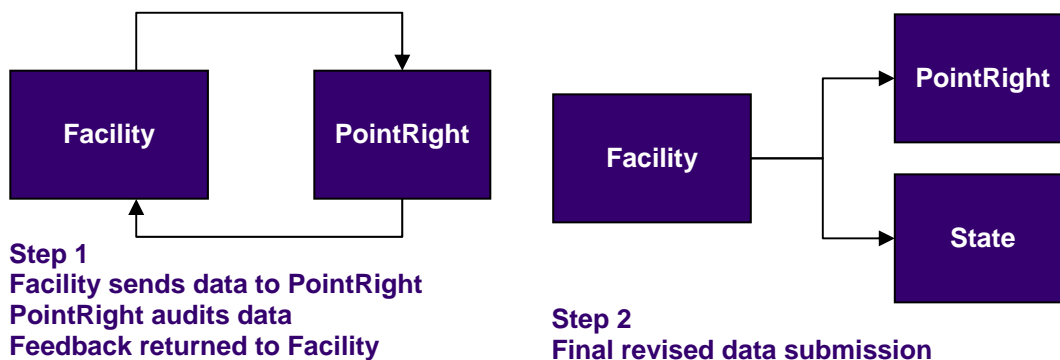 Facility
PointRight
Step 1
Facility sends data to PointRight
PointRight audits data
Feedback returned to Facility
Facility
PointRight
State
Step 2
Final revised data submission